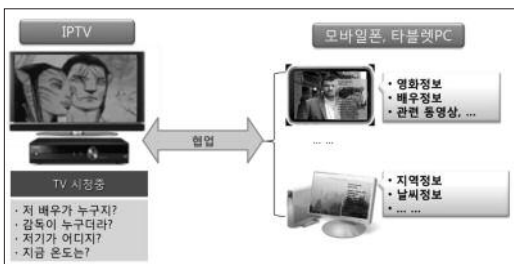 IPTV
TV 시청중
· 저 배우가 누구지?
· 감독이 누구더라?
· 저기가 어디지?
· 지금 온도는?
협업
모바일폰, 타블렛PC
· 영화정보
· 배우정보
· 관련 동영상, ...
... ...
· 지역정보
· 날씨정보
· ... ...